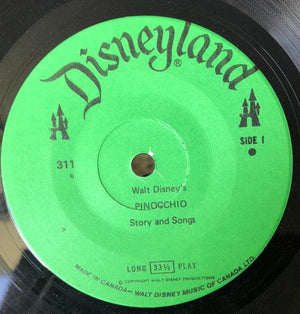 Disneyland®
SIDE I
311
Walt Disney's
PINOCCHIO
Story and Songs
LONG 33⅓ PLAY
© COPYRIGHT WALT DISNEY PRODUCTIONS
MADE IN CANADA—WALT DISNEY MUSIC OF CANADA LTD.